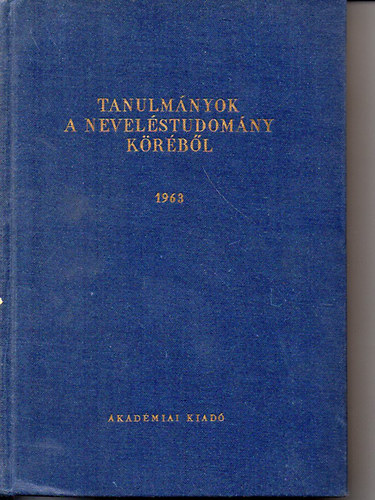 TANULMÁNYOK
A NEVELÉSTUDOMÁNY
KÖRÉBŐL
1963
AKADÉMIAI KIADÓ